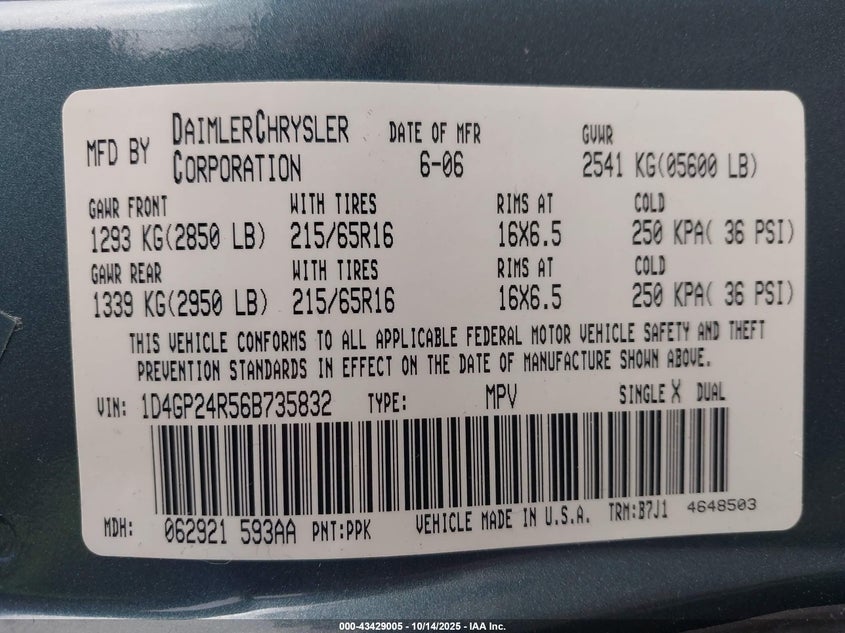 MFD BY DAIMLERCHRYSLER CORPORATION DATE OF MFR 6-06 GVWR 2541 KG(05600 LB)
GAWR FRONT WITH TIRES RIMS AT COLD
1293 KG(2850 LB) 215/65R16 16X6.5 250 KPA( 36 PSI)
GAWR REAR WITH TIRES RIMS AT COLD
1339 KG(2950 LB) 215/65R16 16X6.5 250 KPA( 36 PSI)
THIS VEHICLE CONFORMS TO ALL APPLICABLE FEDERAL MOTOR VEHICLE SAFETY AND THEFT
PREVENTION STANDARDS IN EFFECT ON THE DATE OF MANUFACTURE SHOWN ABOVE.
VIN: 1D4GP24R56B735832 TYPE: MPV SINGLE X DUAL
MDH: 062921 593AA PNT:PPK VEHICLE MADE IN U.S.A. TRM:B7J1 4648503
000-43429005 - 10/14/2025 - IAA Inc.